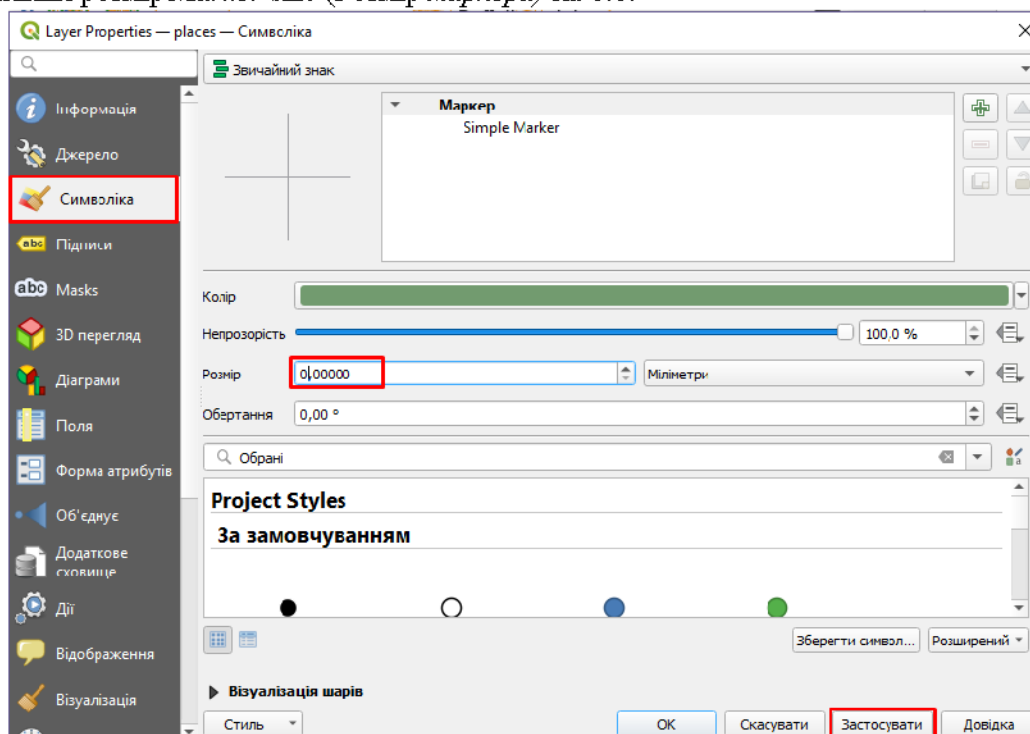 Layer Properties — places — Символіка
Звичайний знак
Інформація
Джерело
Символіка
Підписи
Masks
3D перегляд
Діаграми
Поля
Форма атрибутів
Об'єднує
Додаткове
сховище
Дії
Відображення
Візуалізація
Маркер
Simple Marker
Колір
Непрозорість
100,0 %
Розмір
0,00000
Міліметри
Обертання
0,00 °
Обрані
Project Styles
За замовчуванням
Зберегти символ...
Розширений
Візуалізація шарів
Стиль
OK
Скасувати
Застосувати
Довідка